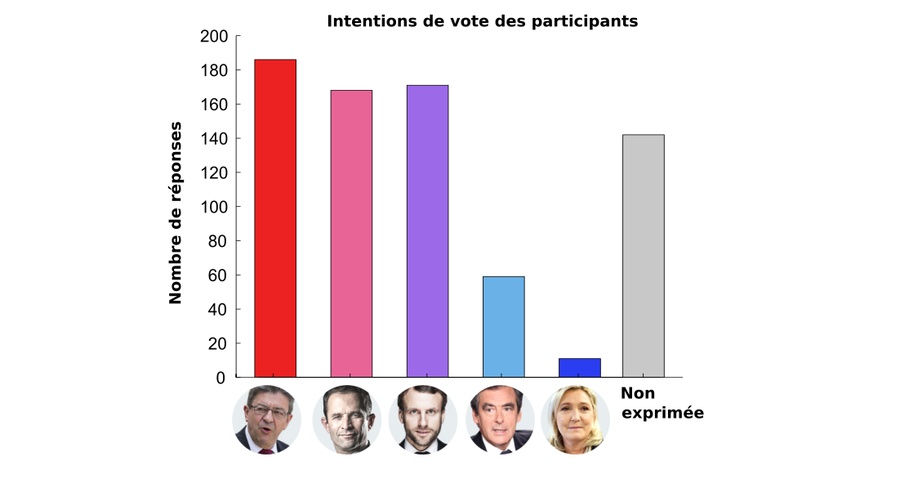 Intentions de vote des participants
Nombre de réponses
200
180
160
140
120
100
80
60
40
20
0
Non
exprimée